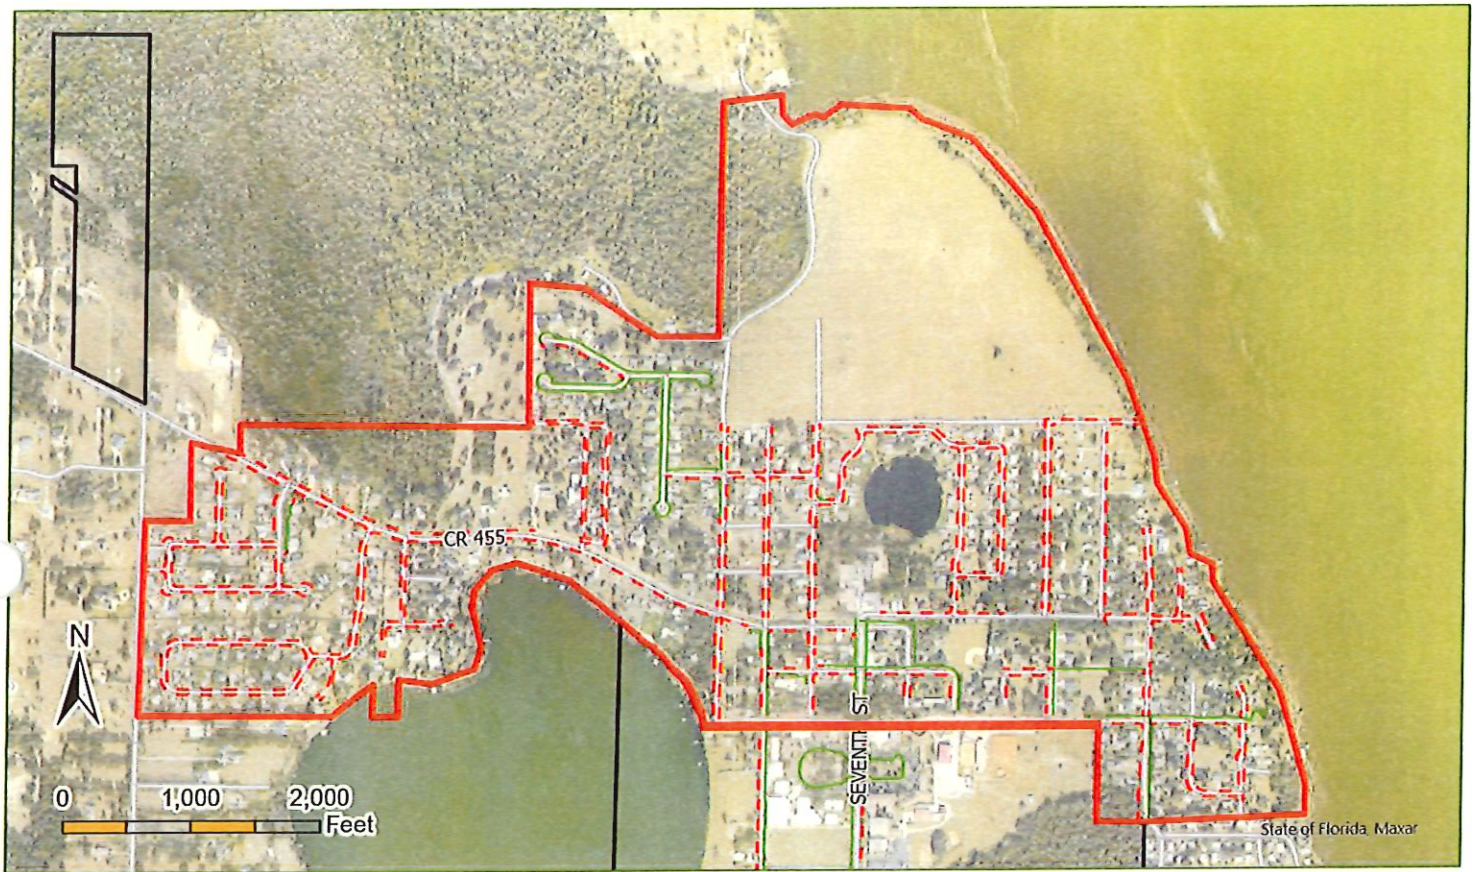 CR 455
N
SEVENTH ST
0 1,000 2,000
Feet
State of Florida, Maxar